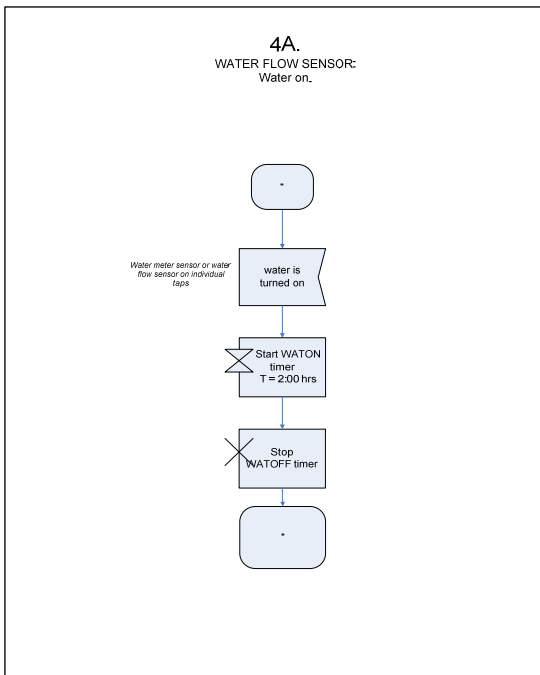 4A.
WATER FLOW SENSOR:
Water on.
*
Water meter sensor or water
flow sensor on individual
taps
water is
turned on
Start WATON
timer
T = 2:00 hrs
Stop
WATOFF timer
*